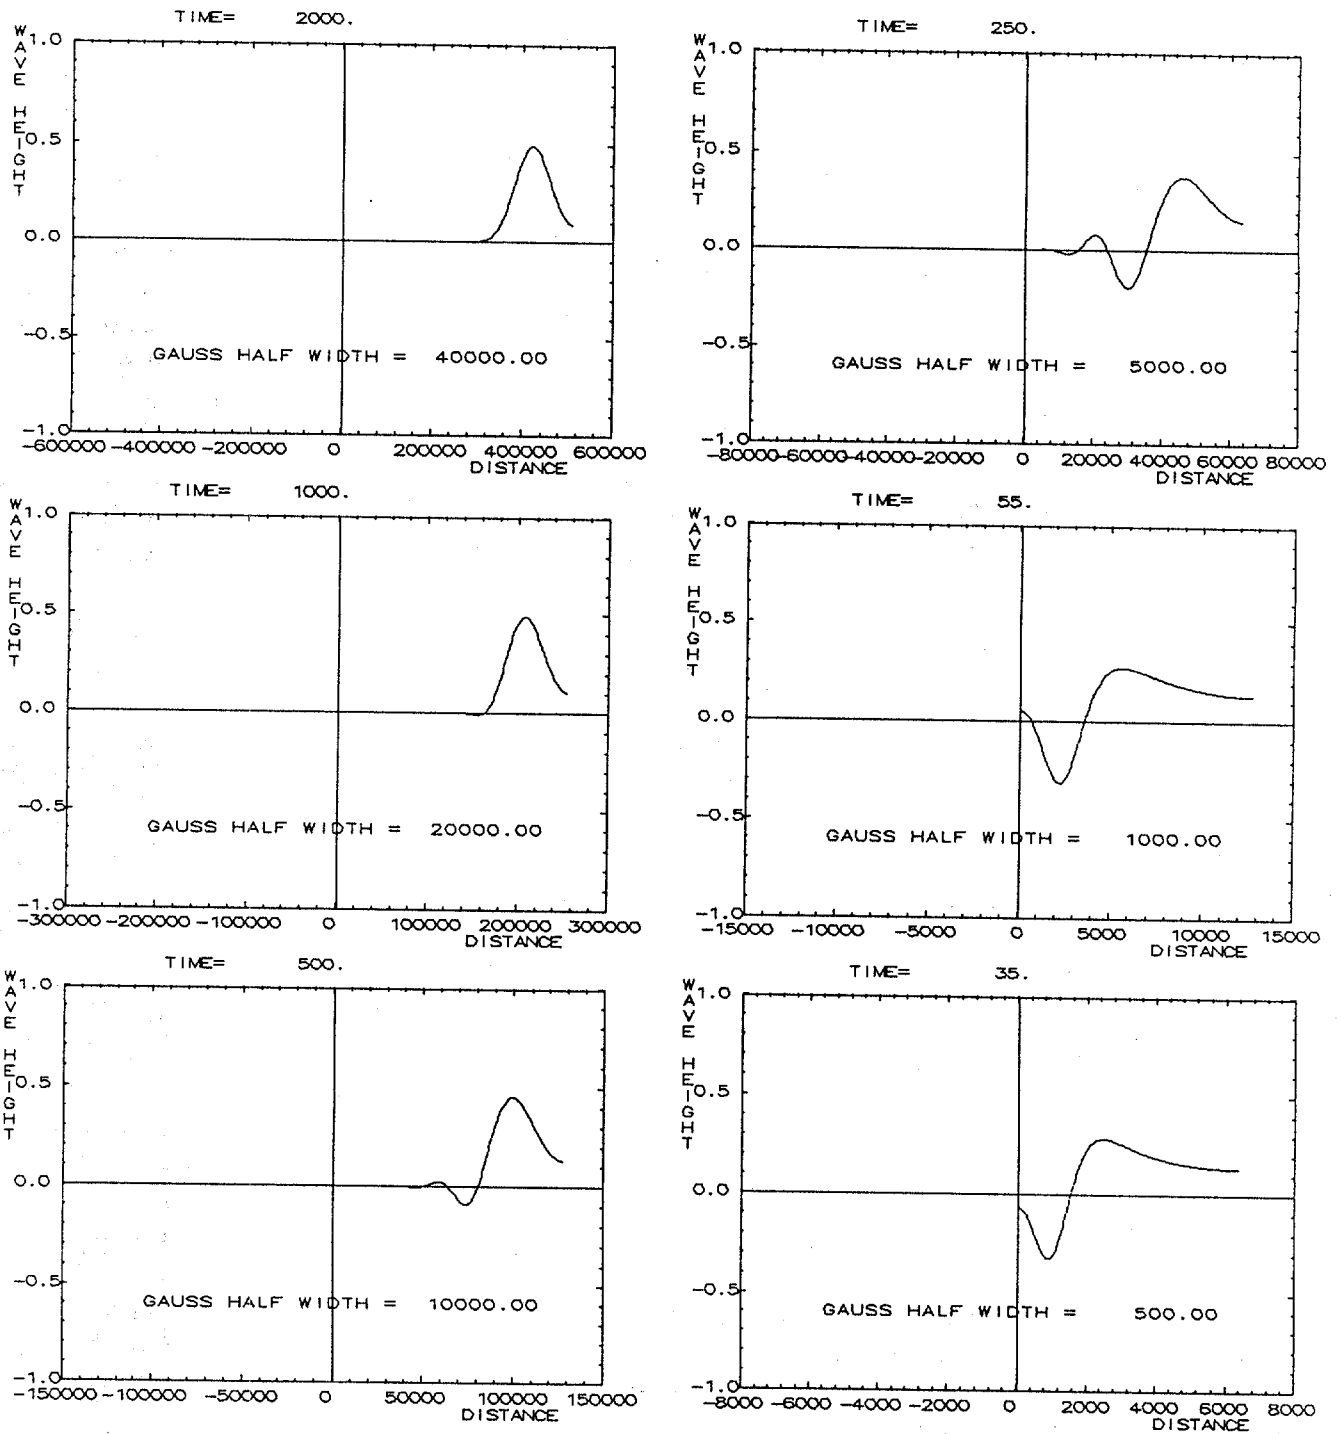 TIME= 2000.
WAVE HEIGHT
1.0
0.5
0.0
-0.5
-1.0
GAUSS HALF WIDTH = 40000.00
-600000 -400000 -200000 0 200000 400000 600000
DISTANCE
TIME= 1000.
WAVE HEIGHT
1.0
0.5
0.0
-0.5
-1.0
GAUSS HALF WIDTH = 20000.00
-300000 -200000 -100000 0 100000 200000 300000
DISTANCE
TIME= 500.
WAVE HEIGHT
1.0
0.5
0.0
-0.5
-1.0
GAUSS HALF WIDTH = 10000.00
-150000 -100000 -50000 0 50000 100000 150000
DISTANCE
TIME= 250.
WAVE HEIGHT
1.0
0.5
0.0
-0.5
-1.0
GAUSS HALF WIDTH = 5000.00
-80000 -60000 -40000 -20000 0 20000 40000 60000 80000
DISTANCE
TIME= 55.
WAVE HEIGHT
1.0
0.5
0.0
-0.5
-1.0
GAUSS HALF WIDTH = 1000.00
-15000 -10000 -5000 0 5000 10000 15000
DISTANCE
TIME= 35.
WAVE HEIGHT
1.0
0.5
0.0
-0.5
-1.0
GAUSS HALF WIDTH = 500.00
-8000 -6000 -4000 -2000 0 2000 4000 6000 8000
DISTANCE